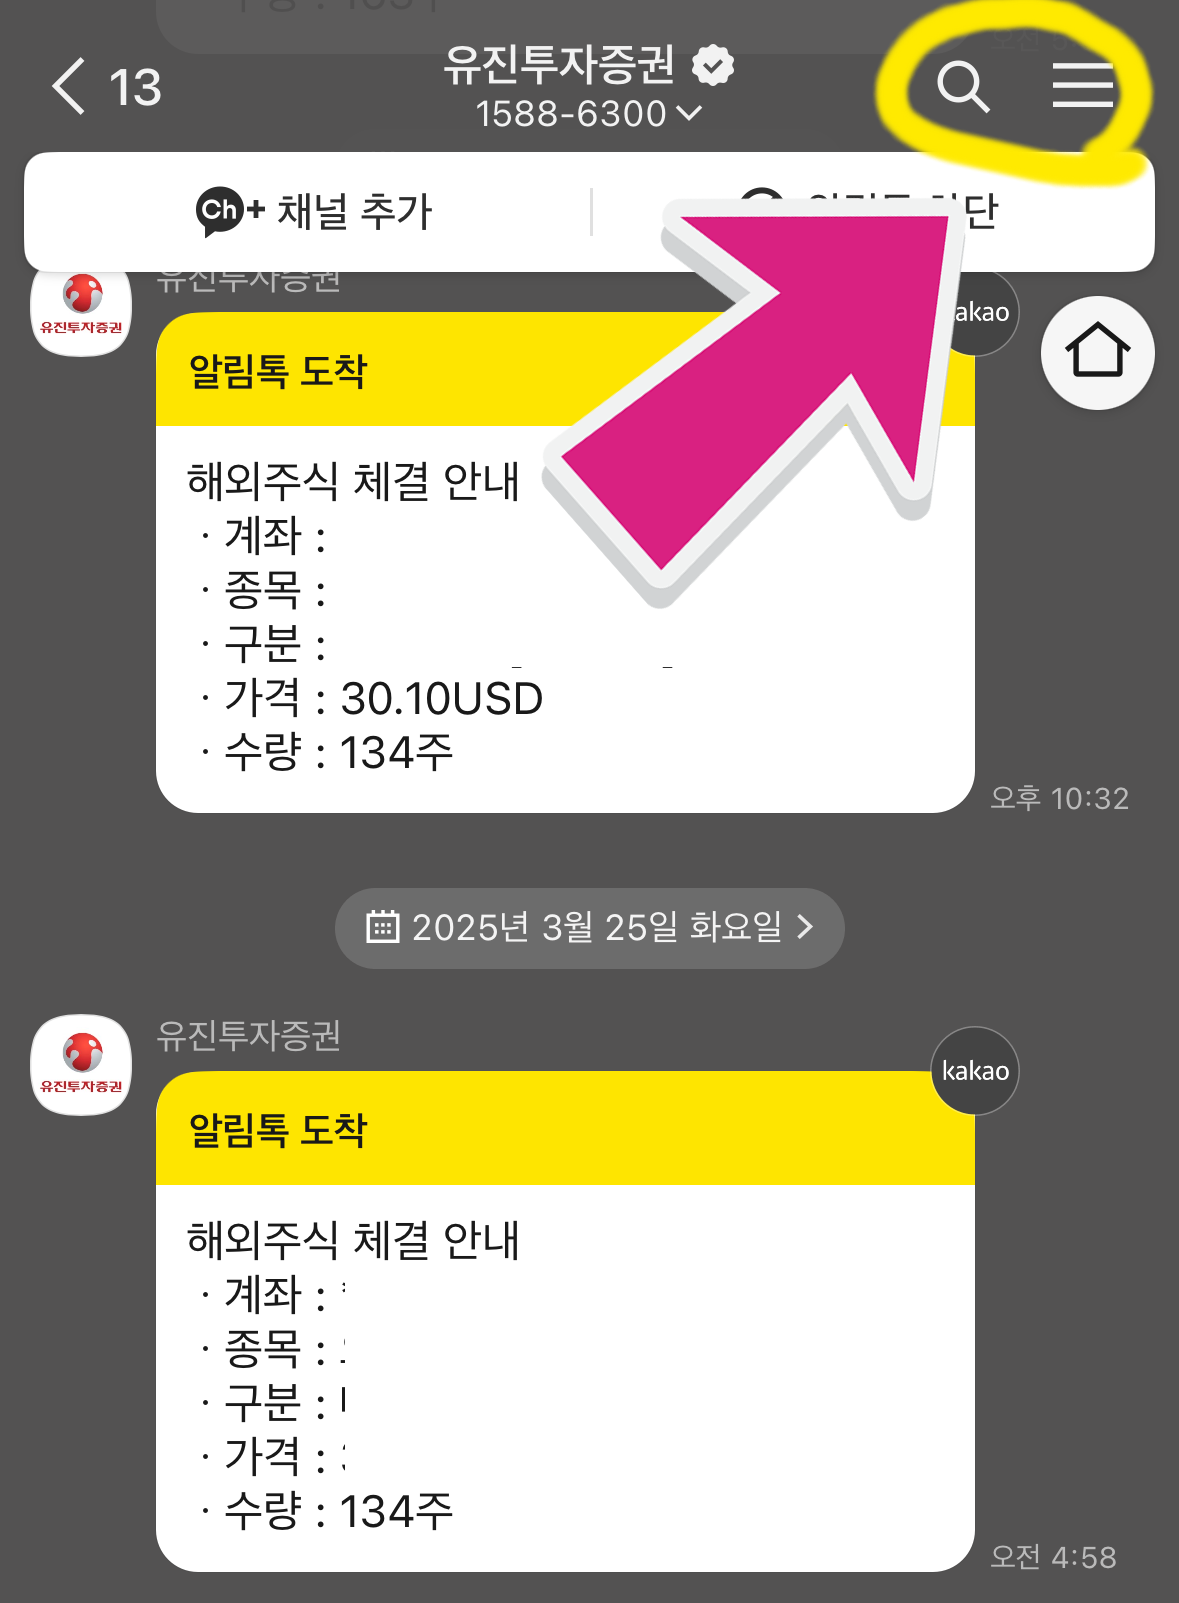 13
유진투자증권
1588-6300
Ch+ 채널 추가
유진투자증권
유진투자증권
kakao
알림톡 도착
해외주식 체결 안내
· 계좌 :
· 종목 :
· 구분 :
· 가격 : 30.10USD
· 수량 : 134주
오후 10:32
2025년 3월 25일 화요일
유진투자증권
유진투자증권
kakao
알림톡 도착
해외주식 체결 안내
· 계좌 :
· 종목 :
· 구분 :
· 가격 :
· 수량 : 134주
오전 4:58